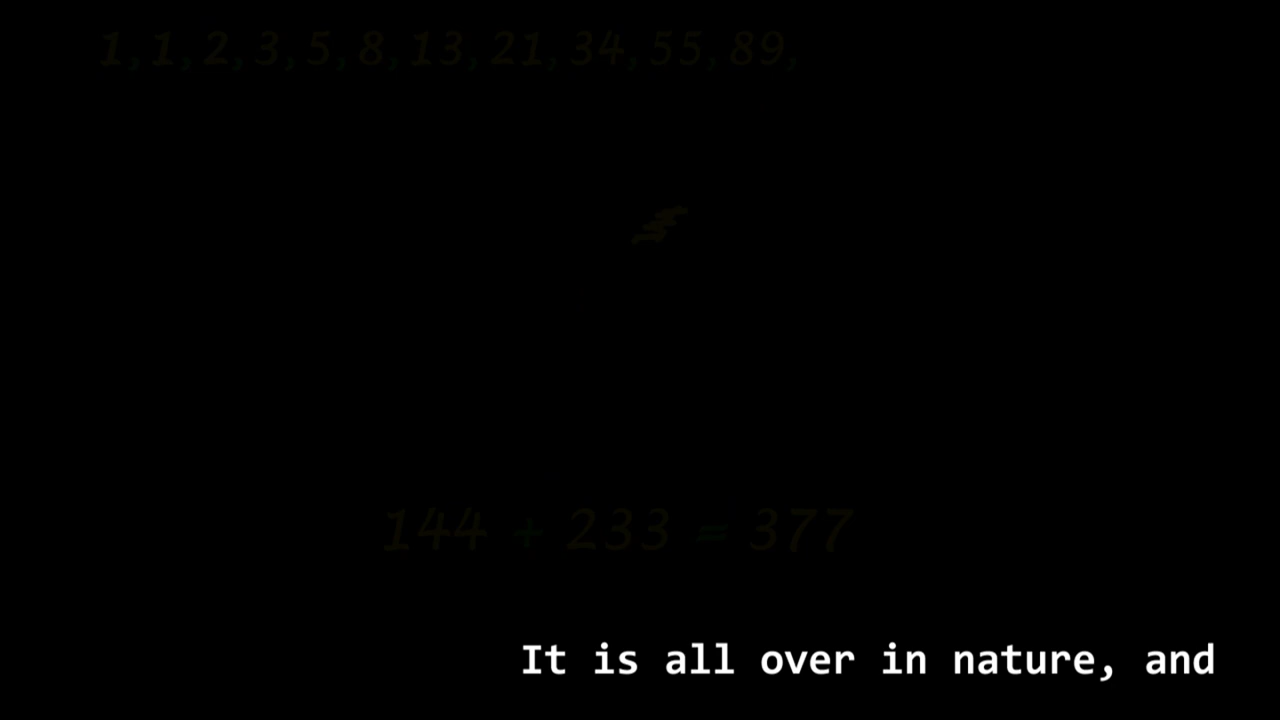 1, 1, 2, 3, 5, 8, 13, 21, 34, 55, 89,
144 + 233 = 377
It is all over in nature, and